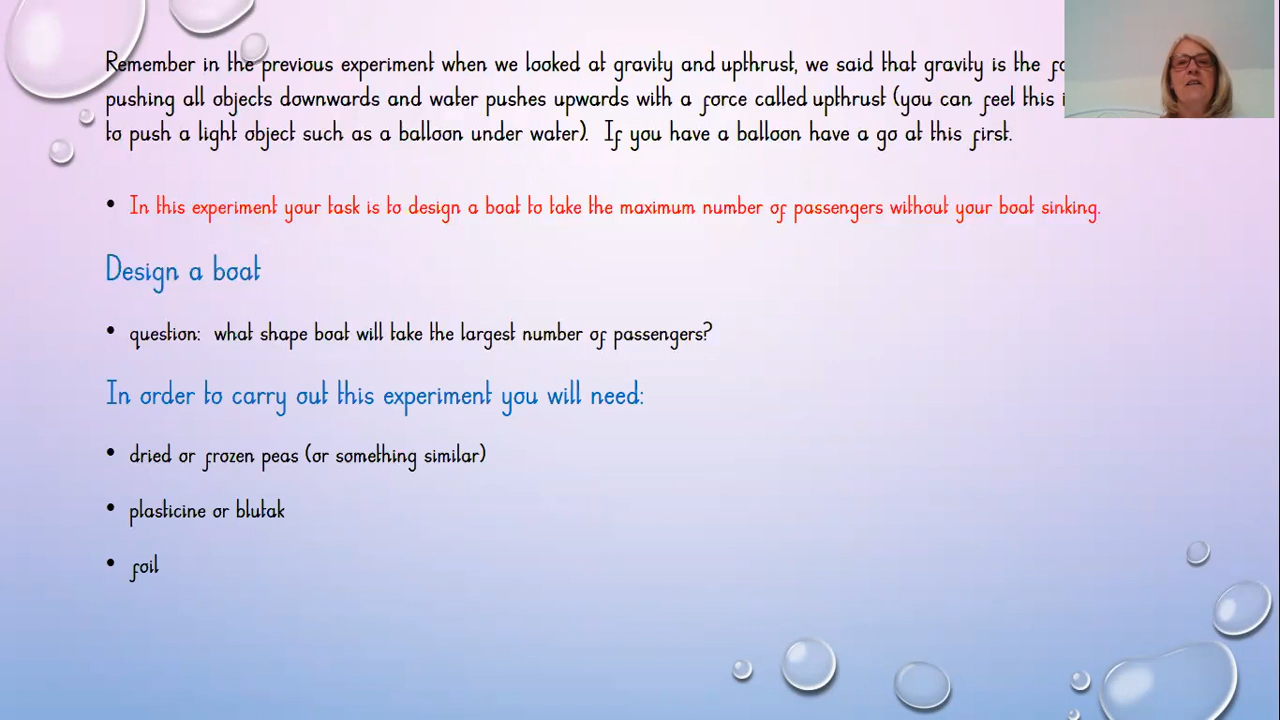 Remember in the previous experiment when we looked at gravity and upthrust, we said that gravity is the
pushing all objects downwards and water pushes upwards with a force called upthrust (you can feel this
to push a light object such as a balloon under water). If you have a balloon have a go at this first.
• In this experiment your task is to design a boat to take the maximum number of passengers without your boat sinking.
Design a boat
• question: what shape boat will take the largest number of passengers?
In order to carry out this experiment you will need:
• dried or frozen peas (or something similar)
• plasticine or blutak
• foil